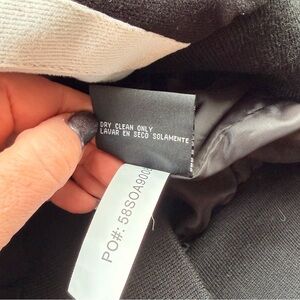 DRY CLEAN ONLY
LAVAR EN SECO SOLAMENTE
PO#: 58SOA900